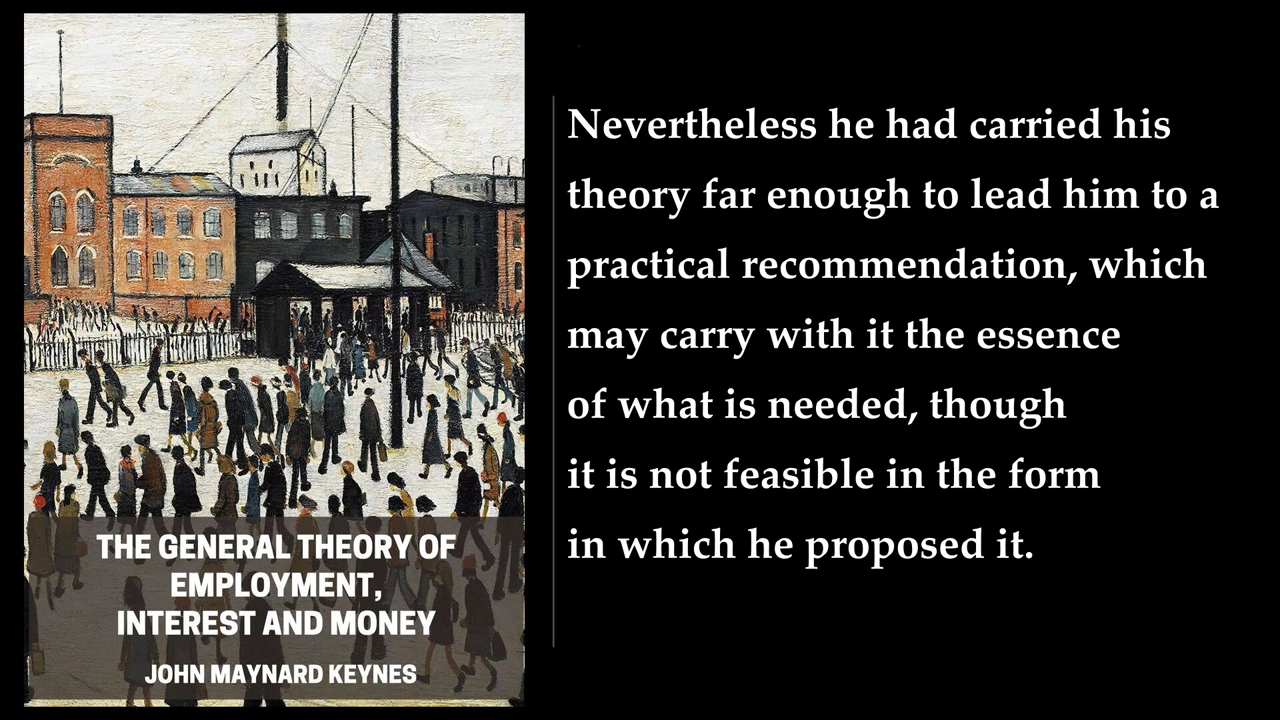 THE GENERAL THEORY OF
EMPLOYMENT,
INTEREST AND MONEY
JOHN MAYNARD KEYNES
Nevertheless he had carried his
theory far enough to lead him to a
practical recommendation, which
may carry with it the essence
of what is needed, though
it is not feasible in the form
in which he proposed it.